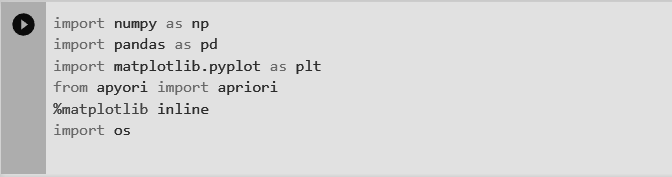 import numpy as np
import pandas as pd
import matplotlib.pyplot as plt
from apyori import apriori
%matplotlib inline
import os